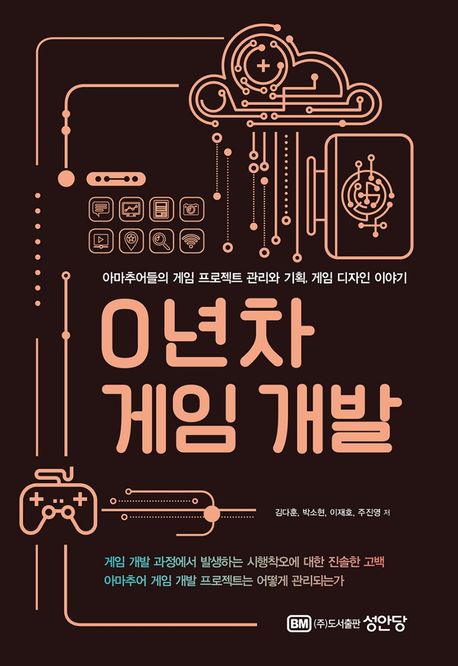 아마추어들의 게임 프로젝트 관리와 기획, 게임 디자인 이야기
0년차
게임 개발
김다훈, 박소현, 이재호, 주진영 저
게임 개발 과정에서 발생하는 시행착오에 대한 진솔한 고백
아마추어 게임 개발 프로젝트는 어떻게 관리되는가
BM (주)도서출판 성안당